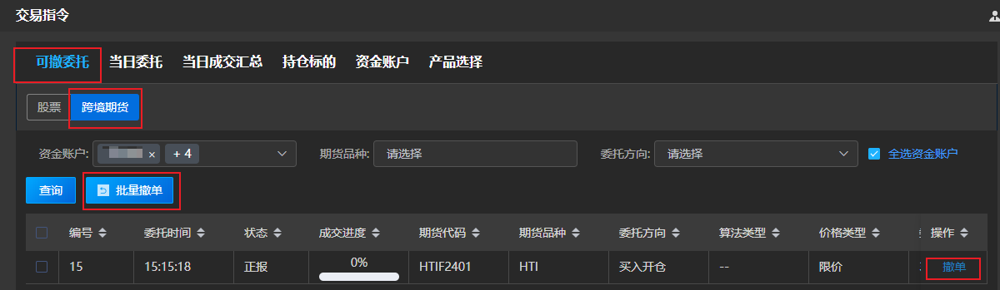 交易指令
可撤委托 当日委托 当日成交汇总 持仓标的 资金账户 产品选择
股票 跨境期货
资金账户: × + 4 期货品种: 请选择 委托方向: 请选择 全选资金账户
查询 批量撤单
编号 委托时间 状态 成交进度 期货代码 期货品种 委托方向 算法类型 价格类型 操作
15 15:15:18 正报 0% HTIF2401 HTI 买入开仓 -- 限价 撤单